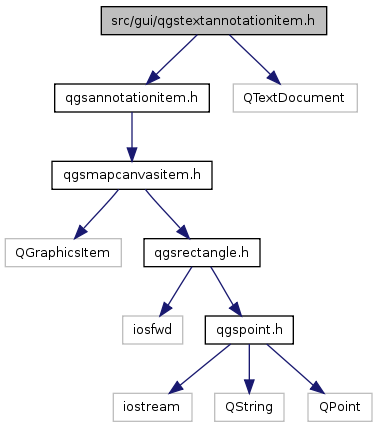 src/gui/qgstextannotationitem.h
qgsannotationitem.h
QTextDocument
qgsmapcanvasitem.h
QGraphicsItem
qgsrectangle.h
iosfwd
qgspoint.h
iostream
QString
QPoint